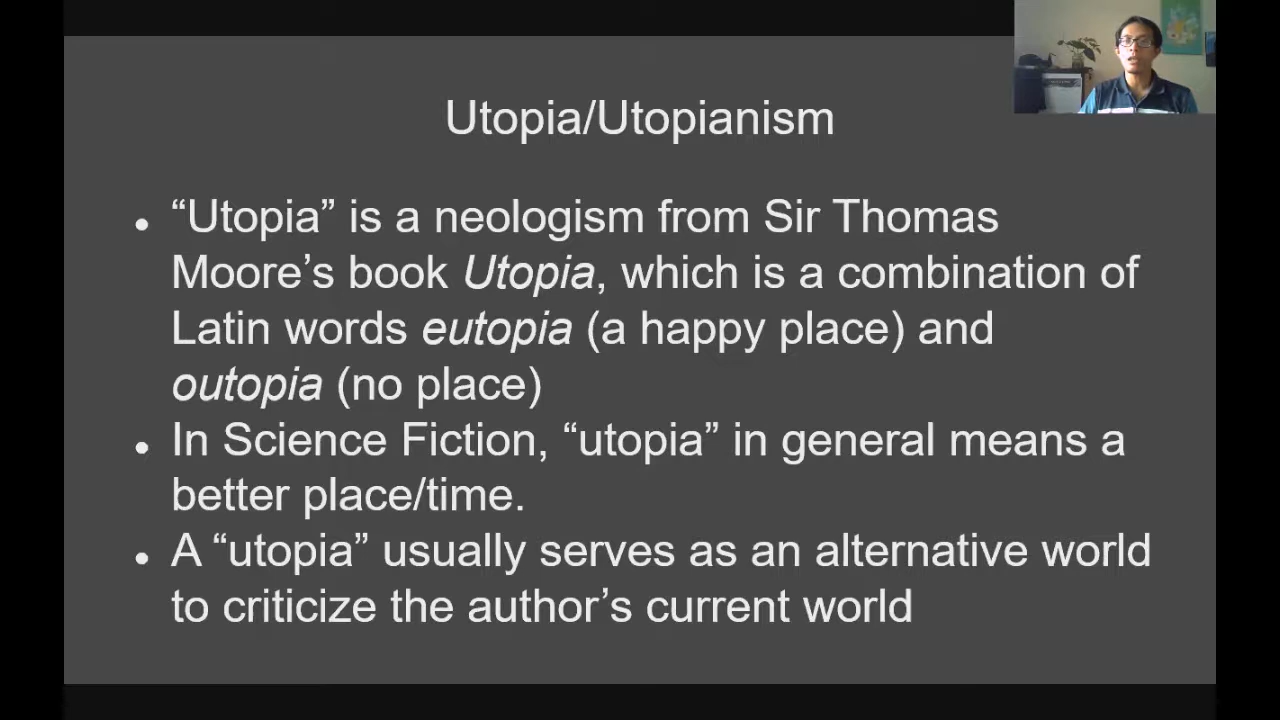 Utopia/Utopianism
“Utopia” is a neologism from Sir Thomas
Moore’s book Utopia, which is a combination of
Latin words eutopia (a happy place) and
outopia (no place)
In Science Fiction, “utopia” in general means a
better place/time.
A “utopia” usually serves as an alternative world
to criticize the author’s current world